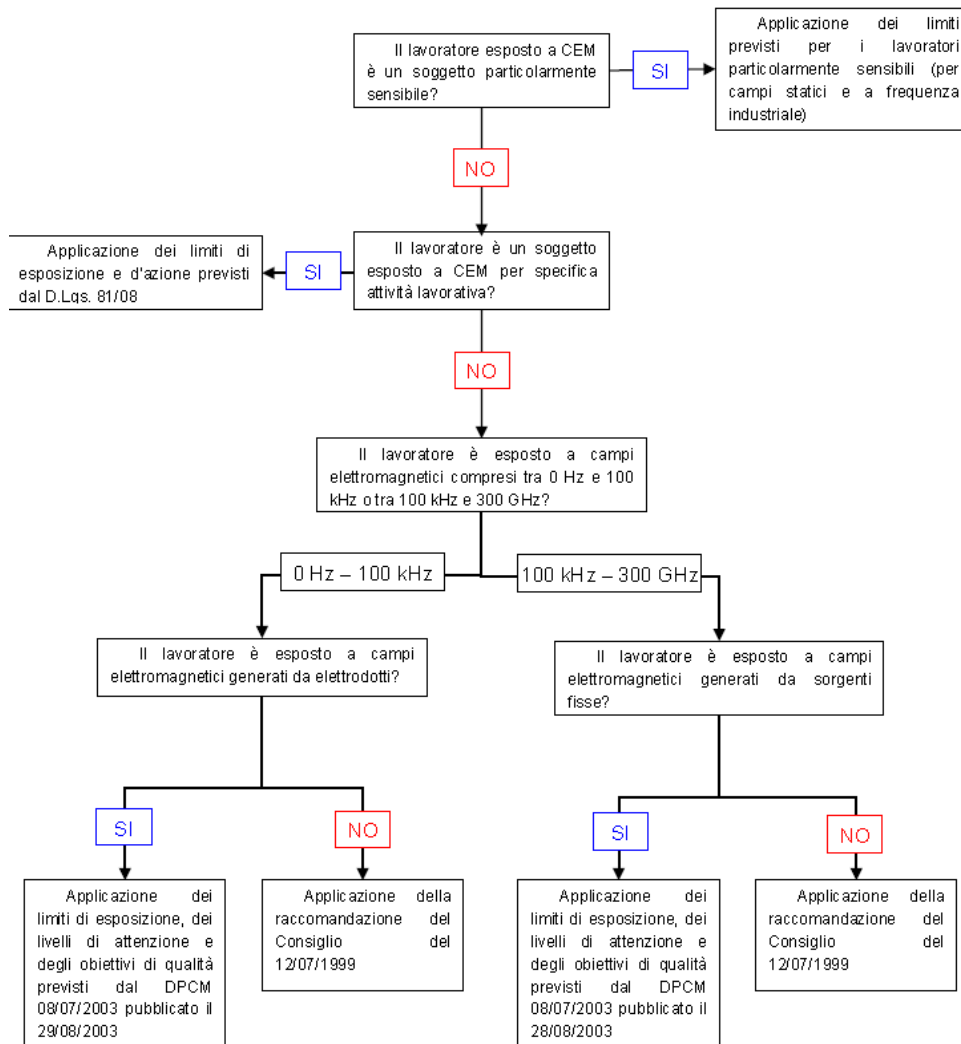 Il lavoratore esposto a CEM
è un soggetto particolarmente
sensibile?
SI
Applicazione dei limiti
previsti per i lavoratori
particolarmente sensibili (per
campi statici e a frequenza
industriale)
NO
Il lavoratore è un soggetto
esposto a CEM per specifica
attività lavorativa?
SI
Applicazione dei limiti di
esposizione e d'azione previsti
dal D.Lgs. 81/08
NO
Il lavoratore è esposto a campi
elettromagnetici compresi tra 0 Hz e 100
kHz o tra 100 kHz e 300 GHz?
0 Hz – 100 kHz
100 kHz – 300 GHz
Il lavoratore è esposto a campi
elettromagnetici generati da elettrodotti?
Il lavoratore è esposto a campi
elettromagnetici generati da sorgenti
fisse?
SI
NO
SI
NO
Applicazione dei
limiti di esposizione, dei
livelli di attenzione e
degli obiettivi di qualità
previsti dal DPCM
08/07/2003 pubblicato il
29/08/2003
Applicazione della
raccomandazione del
Consiglio del
12/07/1999
Applicazione dei
limiti di esposizione, dei
livelli di attenzione e
degli obiettivi di qualità
previsti dal DPCM
08/07/2003 pubblicato il
28/08/2003
Applicazione della
raccomandazione del
Consiglio del
12/07/1999